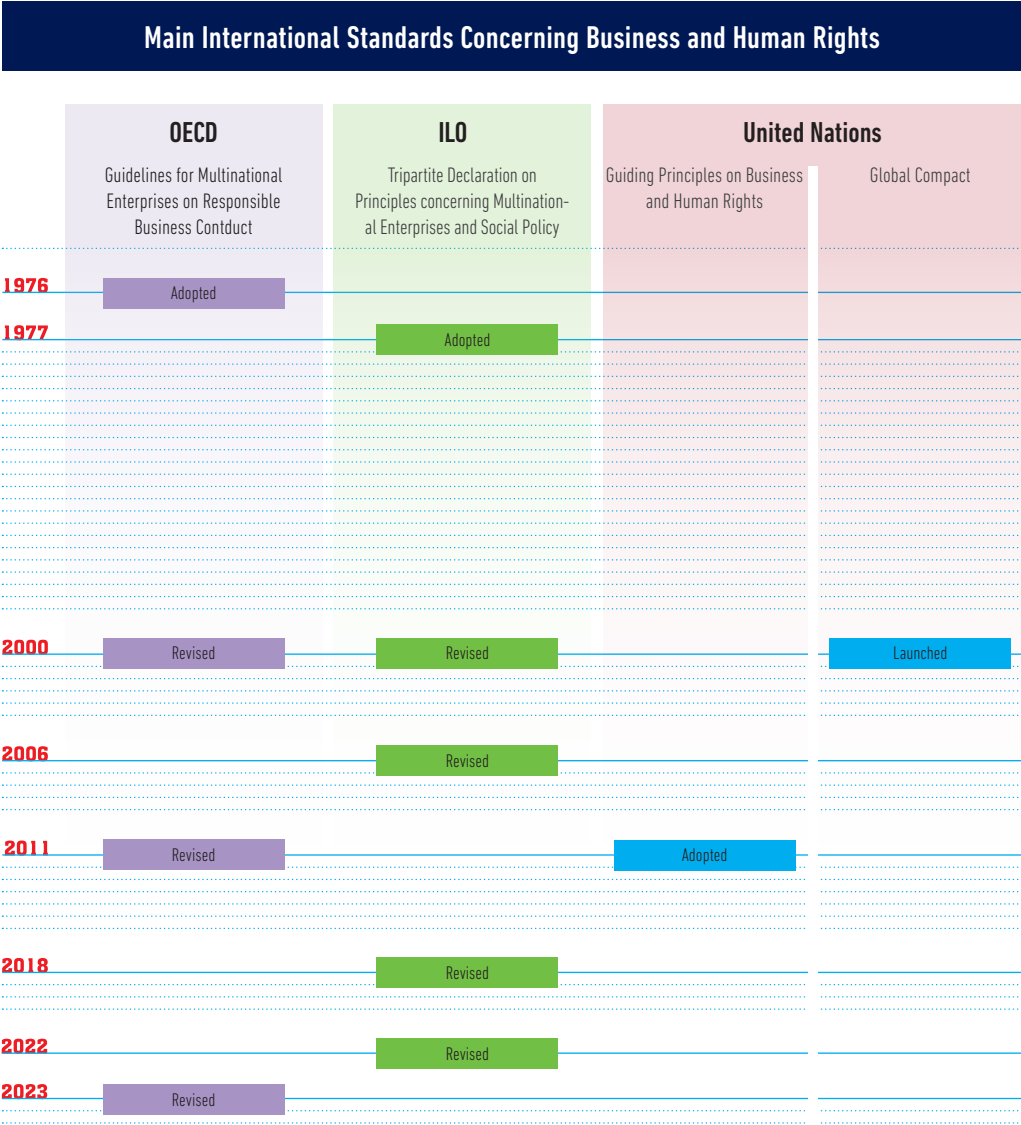 Main International Standards Concerning Business and Human Rights
OECD
Guidelines for Multinational
Enterprises on Responsible
Business Contduct
ILO
Tripartite Declaration on
Principles concerning Multination-
al Enterprises and Social Policy
United Nations
Guiding Principles on Business
and Human Rights
Global Compact
1976
Adopted
1977
Adopted
2000
Revised
Revised
Launched
2006
Revised
2011
Revised
Adopted
2018
Revised
2022
Revised
2023
Revised